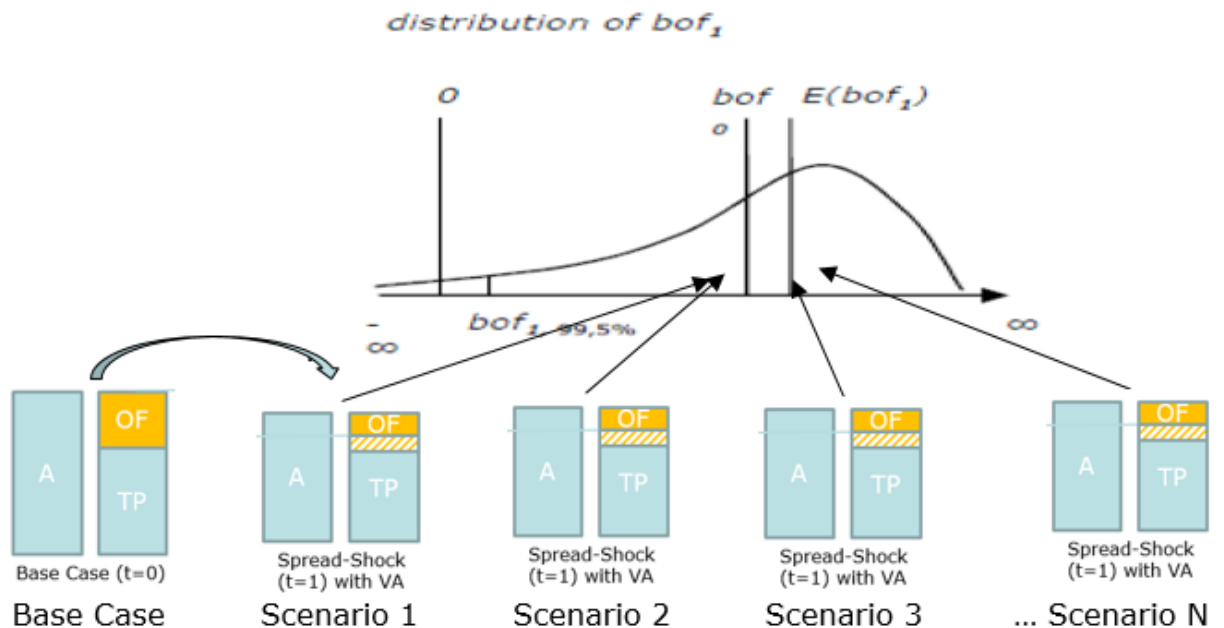 distribution of bof₁
0 bof E(bof₁)
0
- bof₁ 99,5% ∞
∞
A OF TP
A OF TP
A OF TP
A OF TP
A OF TP
Base Case (t=0)
Spread-Shock
(t=1) with VA
Spread-Shock
(t=1) with VA
Spread-Shock
(t=1) with VA
Spread-Shock
(t=1) with VA
Base Case Scenario 1 Scenario 2 Scenario 3 ... Scenario N